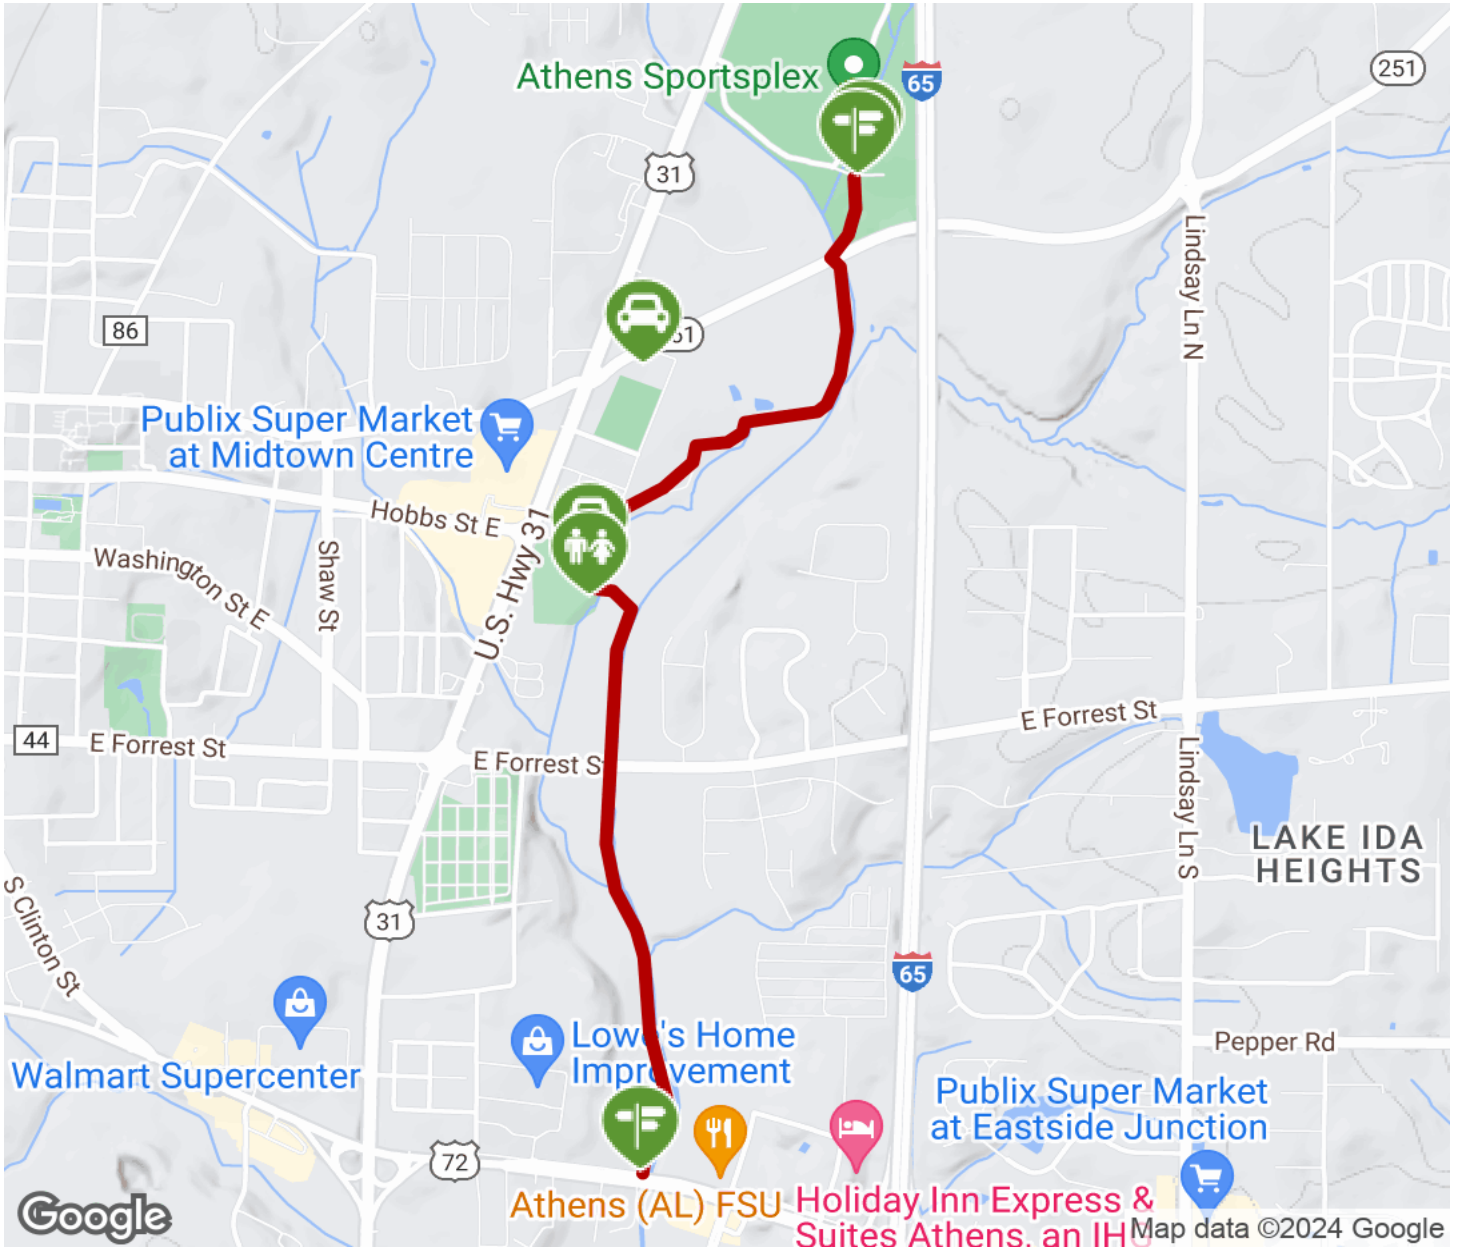 Athens Sportsplex
65
251
31
Lindsay Ln N
86
Publix Super Market
at Midtown Centre
Hobbs St E
U.S. Hwy 31
Washington St E
Shaw St
44
E Forrest St
E Forrest S
E Forrest St
Lindsay Ln S
LAKE IDA
HEIGHTS
S Clinton St
31
65
Walmart Supercenter
Lowe's Home
Improvement
Pepper Rd
Publix Super Market
at Eastside Junction
72
Athens (AL) FSU
Holiday Inn Express &
Suites Athens, an IH
Google
Map data ©2024 Google